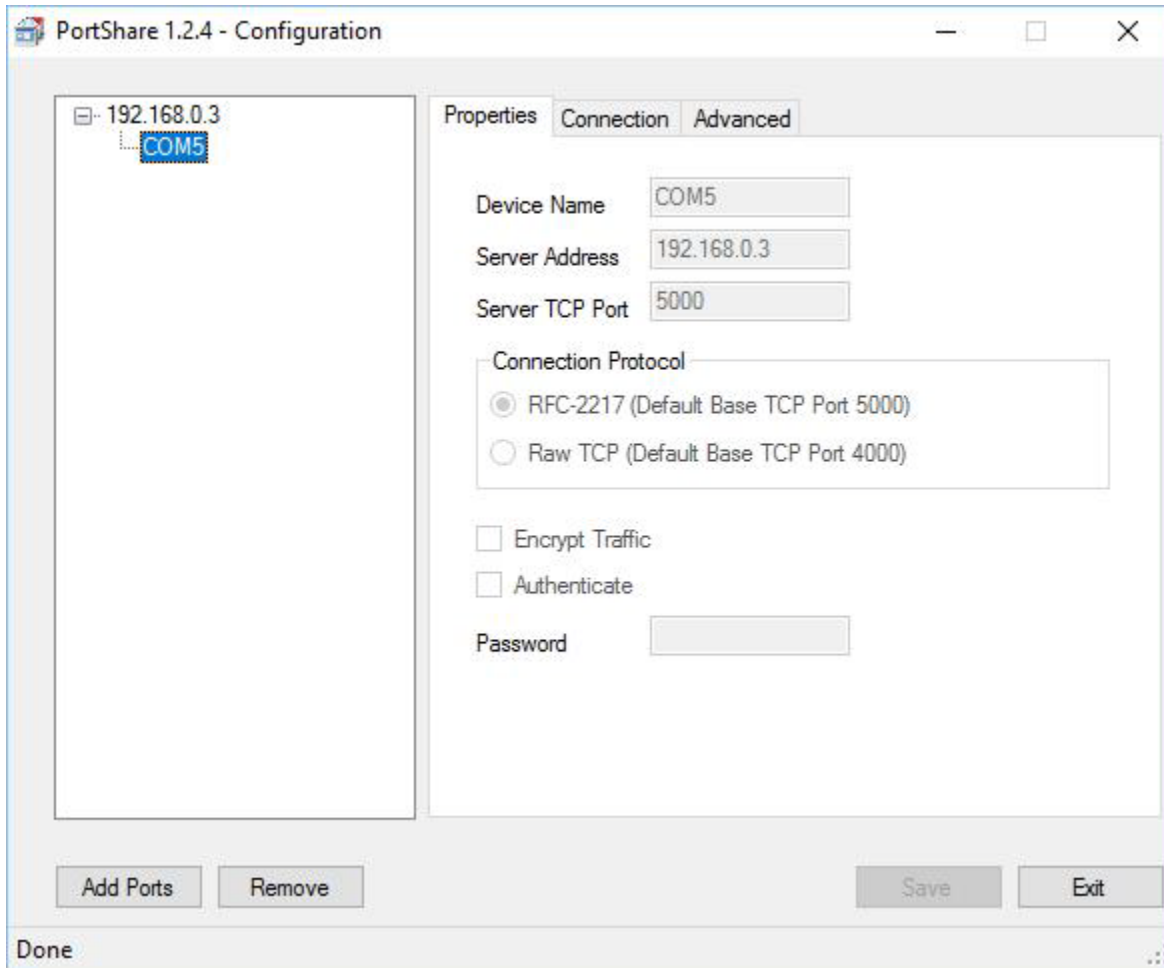 PortShare 1.2.4 - Configuration
192.168.0.3
COM5
Properties Connection Advanced
Device Name COM5
Server Address 192.168.0.3
Server TCP Port 5000
Connection Protocol
RFC-2217 (Default Base TCP Port 5000)
Raw TCP (Default Base TCP Port 4000)
Encrypt Traffic
Authenticate
Password
Add Ports Remove Save Exit
Done